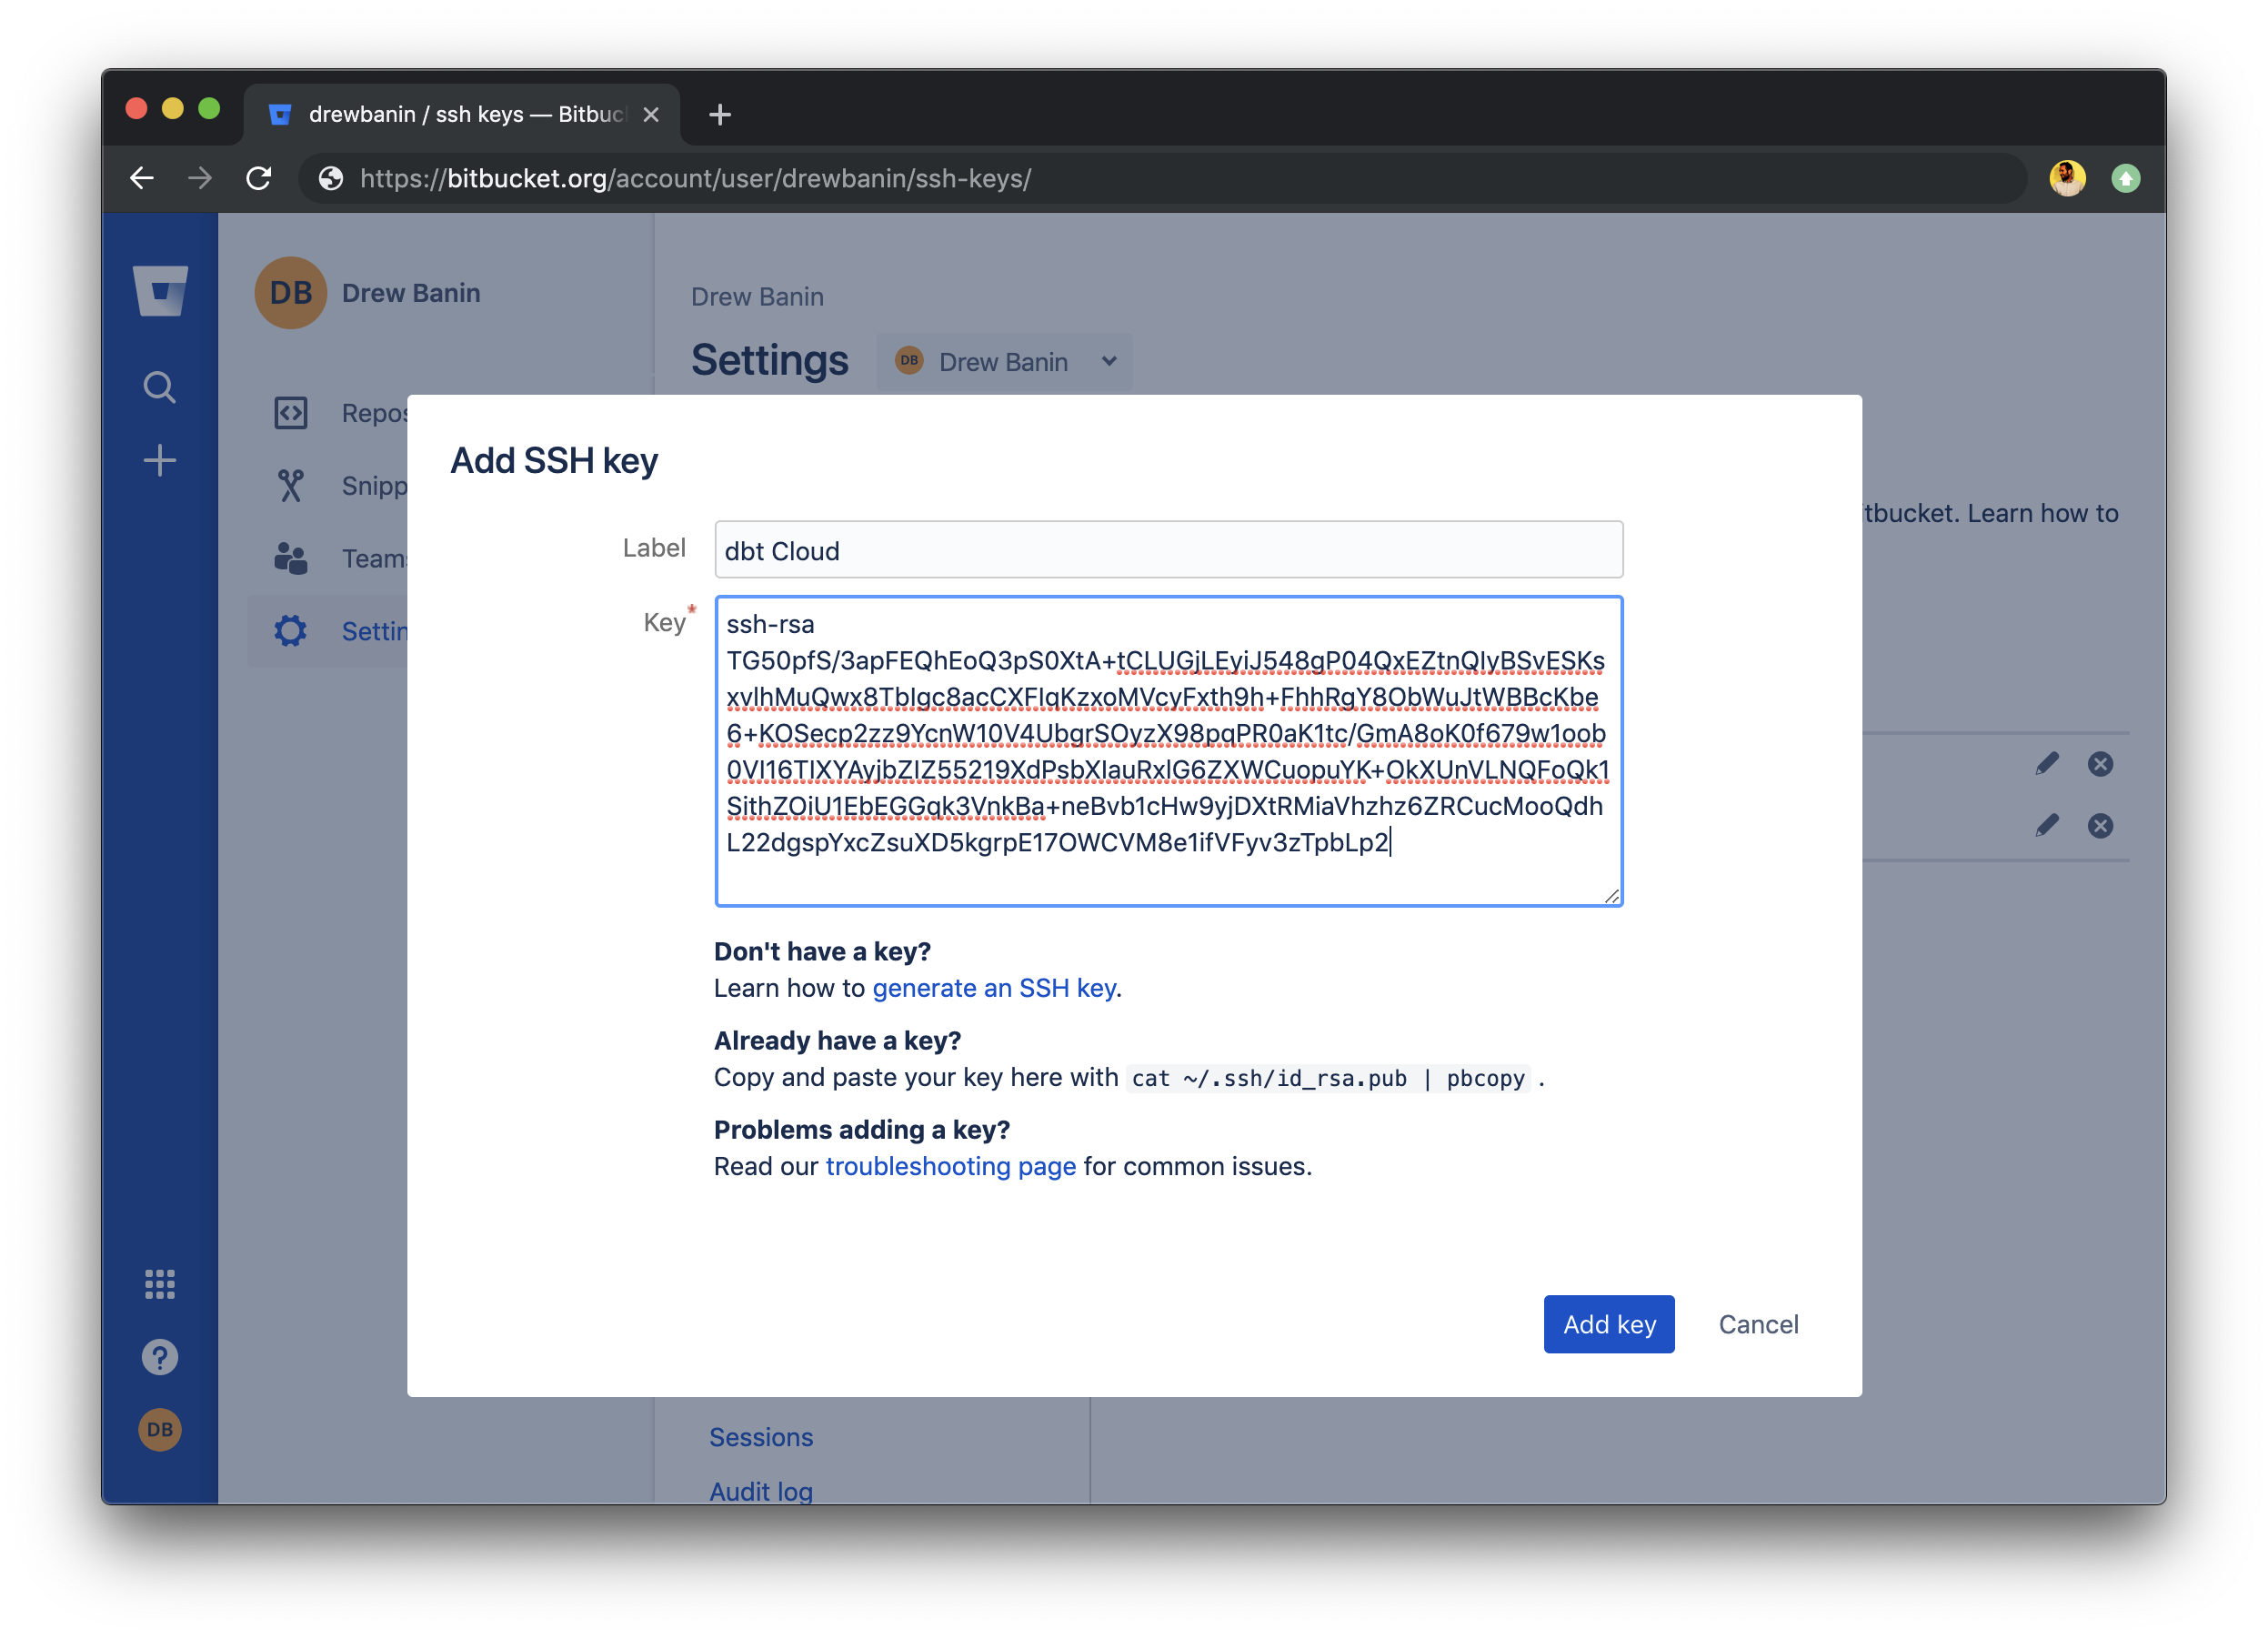 drewbanin / ssh keys — Bitbuc
https://bitbucket.org/account/user/drewbanin/ssh-keys/
DB Drew Banin
Drew Banin
Settings DB Drew Banin
Repos
Snipp
Teams
Settin
tbucket. Learn how to
Add SSH key
Label dbt Cloud
Key*
ssh-rsa
TG50pfS/3apFEQhEoQ3pS0XtA+tCLUGjLEyiJ548gP04QxEZtnQIyBSvESKs
xvlhMuQwx8TbIgc8acCXFIqKzxoMVcyFxth9h+FhhRgY8ObWuJtWBBcKbe
6+KOSecp2zz9YcnW10V4UbgrSOyzX98pqPR0aK1tc/GmA8oK0f679w1oob
0VI16TIXYAyjbZIZ55219XdPsbXIauRxlG6ZXWCuopuYK+OkXUnVLNQFoQk1
SithZOiU1EbEGGqk3VnkBa+neBvb1cHw9yjDXtRMiaVhzhz6ZRCucMooQdh
L22dgspYxcZsuXD5kgrpE17OWCVM8e1ifVFyv3zTpbLp2
Don't have a key?
Learn how to generate an SSH key.
Already have a key?
Copy and paste your key here with cat ~/.ssh/id_rsa.pub | pbcopy .
Problems adding a key?
Read our troubleshooting page for common issues.
Add key Cancel
DB
Sessions
Audit log